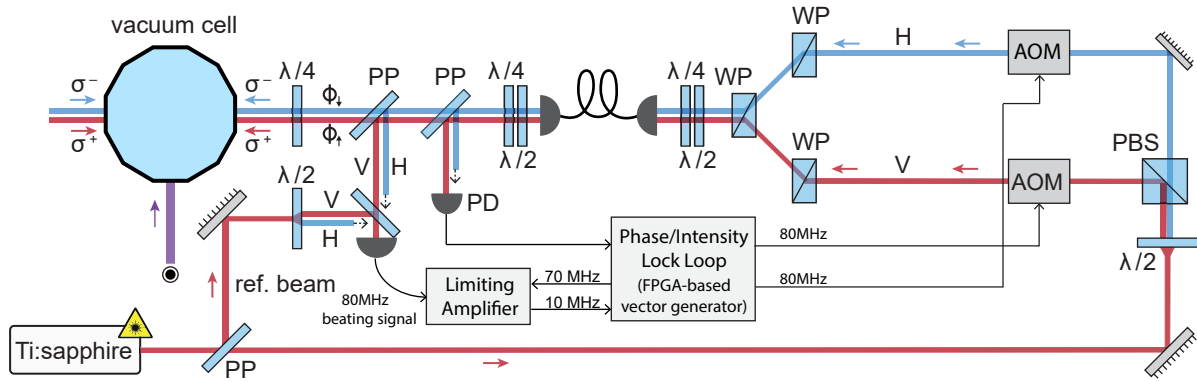 vacuum cell
σ⁻
σ⁺
σ⁻
σ⁺
λ/4
ϕ↓
ϕ↑
PP
PP
λ/4
λ/2
λ/4
λ/2
WP
WP
WP
H
V
AOM
AOM
PBS
λ/2
V
H
λ/2
V
H
PD
ref. beam
80MHz
beating signal
Limiting
Amplifier
70 MHz
10 MHz
Phase/Intensity
Lock Loop
(FPGA-based
vector generator)
80MHz
80MHz
Ti:sapphire
PP